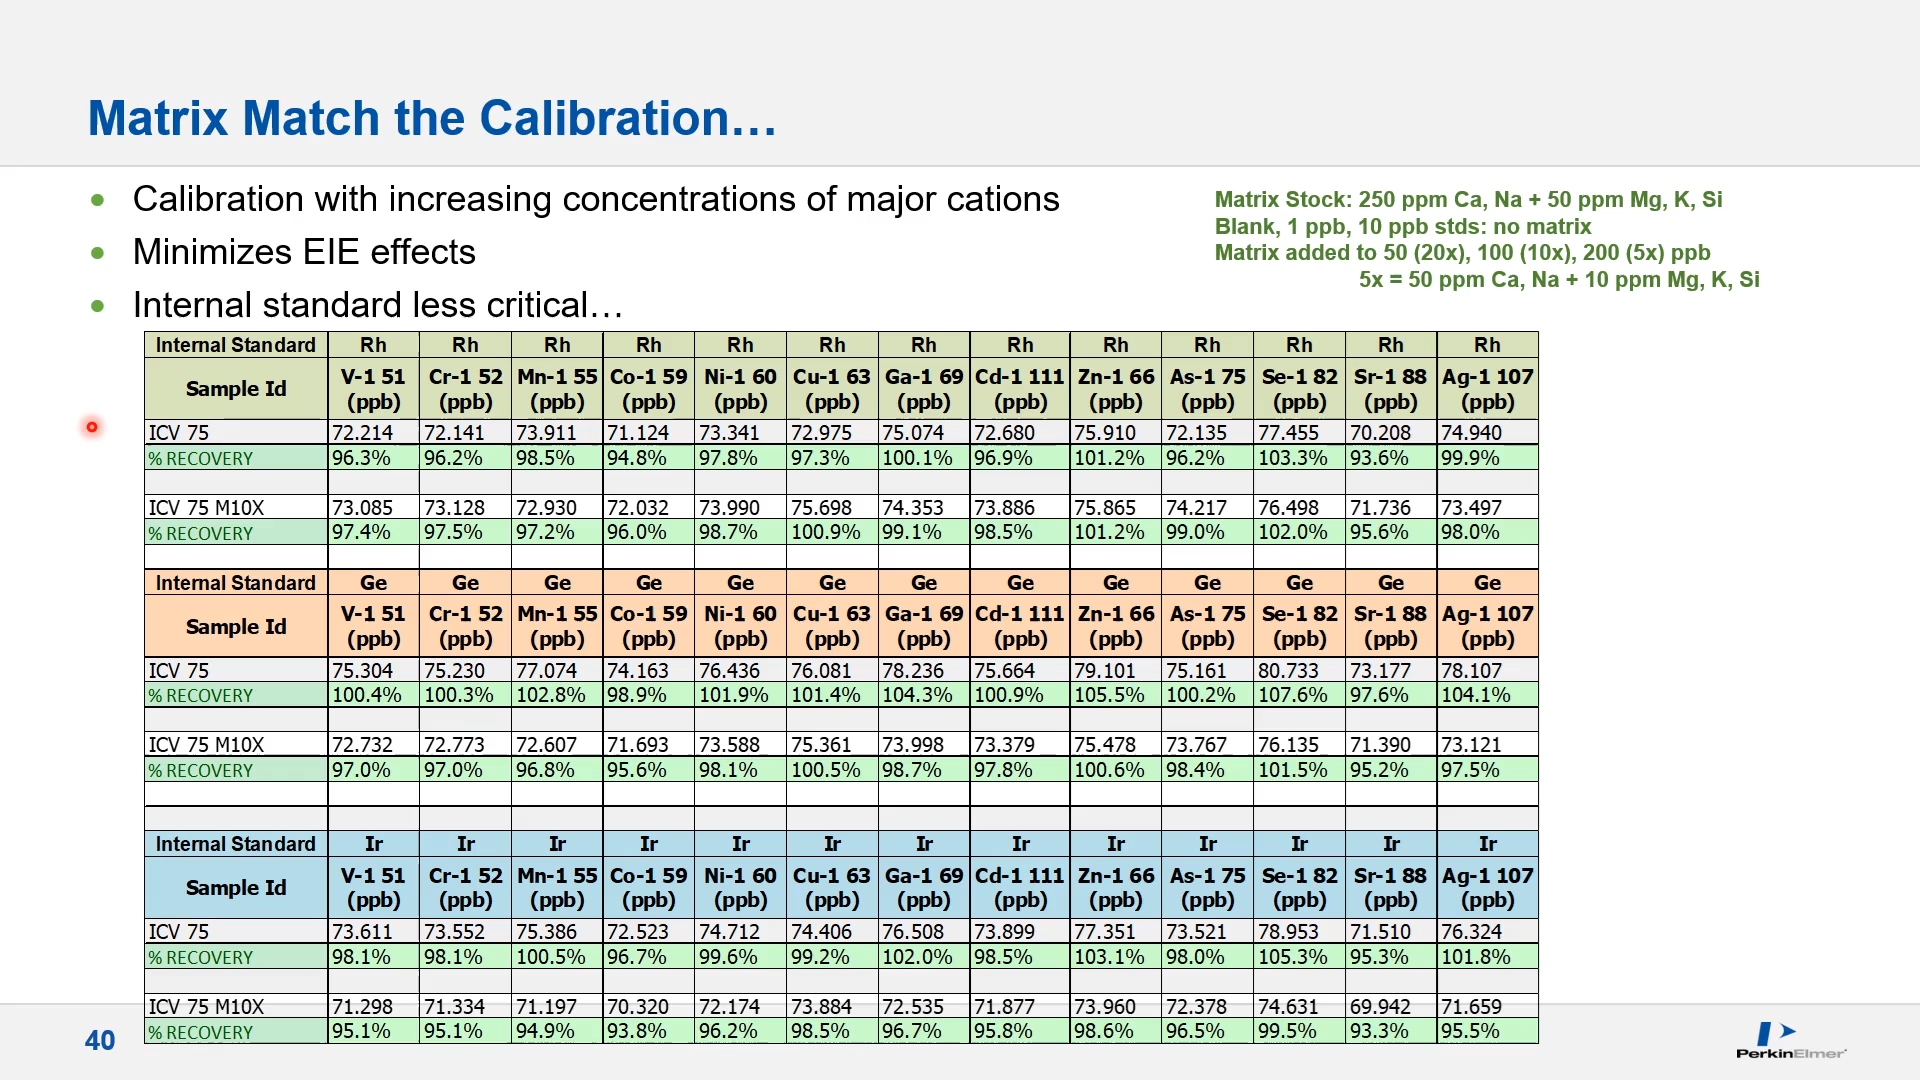 Matrix Match the Calibration…
• Calibration with increasing concentrations of major cations
• Minimizes EIE effects
• Internal standard less critical…
Matrix Stock: 250 ppm Ca, Na + 50 ppm Mg, K, Si
Blank, 1 ppb, 10 ppb stds: no matrix
Matrix added to 50 (20x), 100 (10x), 200 (5x) ppb
5x = 50 ppm Ca, Na + 10 ppm Mg, K, Si
Internal Standard Rh Rh Rh Rh Rh Rh Rh Rh Rh Rh Rh Rh Rh
Sample Id V-1 51 (ppb) Cr-1 52 (ppb) Mn-1 55 (ppb) Co-1 59 (ppb) Ni-1 60 (ppb) Cu-1 63 (ppb) Ga-1 69 (ppb) Cd-1 111 (ppb) Zn-1 66 (ppb) As-1 75 (ppb) Se-1 82 (ppb) Sr-1 88 (ppb) Ag-1 107 (ppb)
ICV 75 72.214 72.141 73.911 71.124 73.341 72.975 75.074 72.680 75.910 72.135 77.455 70.208 74.940
% RECOVERY 96.3% 96.2% 98.5% 94.8% 97.8% 97.3% 100.1% 96.9% 101.2% 96.2% 103.3% 93.6% 99.9%
ICV 75 M10X 73.085 73.128 72.930 72.032 73.990 75.698 74.353 73.886 75.865 74.217 76.498 71.736 73.497
% RECOVERY 97.4% 97.5% 97.2% 96.0% 98.7% 100.9% 99.1% 98.5% 101.2% 99.0% 102.0% 95.6% 98.0%
Internal Standard Ge Ge Ge Ge Ge Ge Ge Ge Ge Ge Ge Ge Ge
Sample Id V-1 51 (ppb) Cr-1 52 (ppb) Mn-1 55 (ppb) Co-1 59 (ppb) Ni-1 60 (ppb) Cu-1 63 (ppb) Ga-1 69 (ppb) Cd-1 111 (ppb) Zn-1 66 (ppb) As-1 75 (ppb) Se-1 82 (ppb) Sr-1 88 (ppb) Ag-1 107 (ppb)
ICV 75 75.304 75.230 77.074 74.163 76.436 76.081 78.236 75.664 79.101 75.161 80.733 73.177 78.107
% RECOVERY 100.4% 100.3% 102.8% 98.9% 101.9% 101.4% 104.3% 100.9% 105.5% 100.2% 107.6% 97.6% 104.1%
ICV 75 M10X 72.732 72.773 72.607 71.693 73.588 75.361 73.998 73.379 75.478 73.767 76.135 71.390 73.121
% RECOVERY 97.0% 97.0% 96.8% 95.6% 98.1% 100.5% 98.7% 97.8% 100.6% 98.4% 101.5% 95.2% 97.5%
Internal Standard Ir Ir Ir Ir Ir Ir Ir Ir Ir Ir Ir Ir Ir
Sample Id V-1 51 (ppb) Cr-1 52 (ppb) Mn-1 55 (ppb) Co-1 59 (ppb) Ni-1 60 (ppb) Cu-1 63 (ppb) Ga-1 69 (ppb) Cd-1 111 (ppb) Zn-1 66 (ppb) As-1 75 (ppb) Se-1 82 (ppb) Sr-1 88 (ppb) Ag-1 107 (ppb)
ICV 75 73.611 73.552 75.386 72.523 74.712 74.406 76.508 73.899 77.351 73.521 78.953 71.510 76.324
% RECOVERY 98.1% 98.1% 100.5% 96.7% 99.6% 99.2% 102.0% 98.5% 103.1% 98.0% 105.3% 95.3% 101.8%
ICV 75 M10X 71.298 71.334 71.197 70.320 72.174 73.884 72.535 71.877 73.960 72.378 74.631 69.942 71.659
% RECOVERY 95.1% 95.1% 94.9% 93.8% 96.2% 98.5% 96.7% 95.8% 98.6% 96.5% 99.5% 93.3% 95.5%
40
PerkinElmer